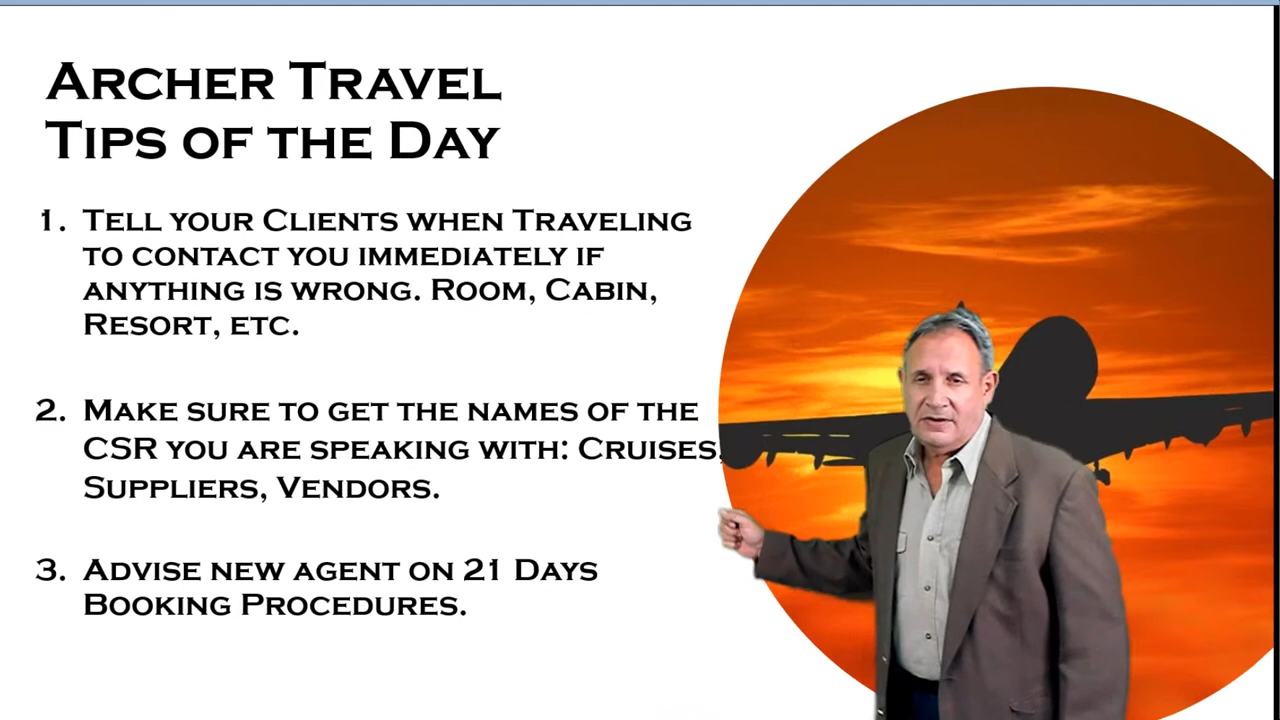 Archer Travel
Tips of the Day
1. Tell your Clients when Traveling
to contact you immediately if
anything is wrong. Room, Cabin,
Resort, etc.
2. Make sure to get the names of the
CSR you are speaking with: Cruises,
Suppliers, Vendors.
3. Advise new agent on 21 Days
Booking Procedures.